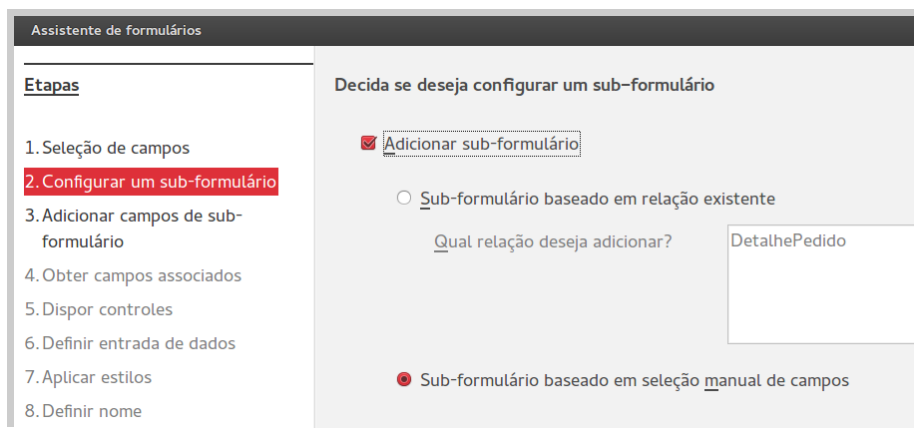 Assistente de formulários
Etapas
1. Seleção de campos
2. Configurar um sub-formulário
3. Adicionar campos de sub-
formulário
4. Obter campos associados
5. Dispor controles
6. Definir entrada de dados
7. Aplicar estilos
8. Definir nome
Decida se deseja configurar um sub-formulário
Adicionar sub-formulário
Sub-formulário baseado em relação existente
Qual relação deseja adicionar?
DetalhePedido
Sub-formulário baseado em seleção manual de campos